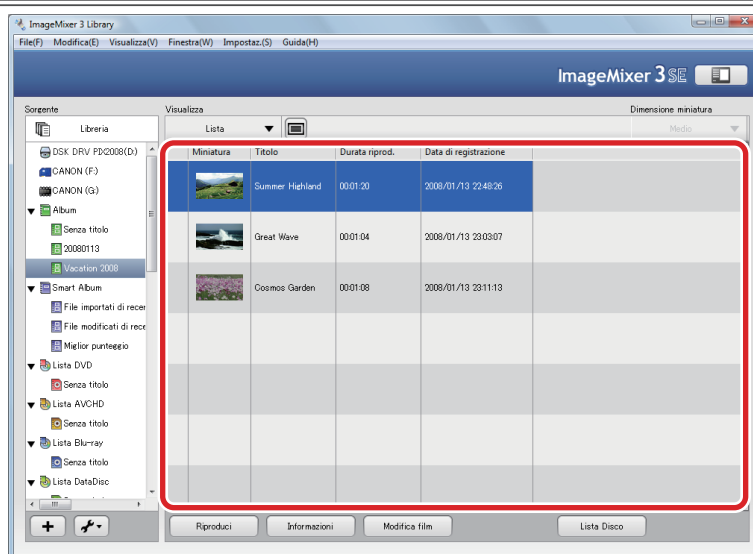 ImageMixer 3 Library
File(F) Modifica(E) Visualizza(V) Finestra(W) Impostaz.(S) Guida(H)
ImageMixer 3 SE
Sorgente
Visualizza
Dimensione miniatura
Libreria
Lista
Medio
DSK DRV PIX2008(D:)
CANON (F:)
CANON (G:)
Album
Senza titolo
20080113
Vacation 2008
Smart Album
File importati di recer
File modificati di rece
Miglior punteggio
Lista DVD
Senza titolo
Lista AVCHD
Senza titolo
Lista Blu-ray
Senza titolo
Lista DataDisc
Miniatura Titolo Durata riprod. Data di registrazione
Summer Highland 00:01:20 2008/01/13 22:48:26
Great Wave 00:01:04 2008/01/13 23:03:07
Cosmos Garden 00:01:08 2008/01/13 23:11:13
Riproduci Informazioni Modifica film Lista Disco